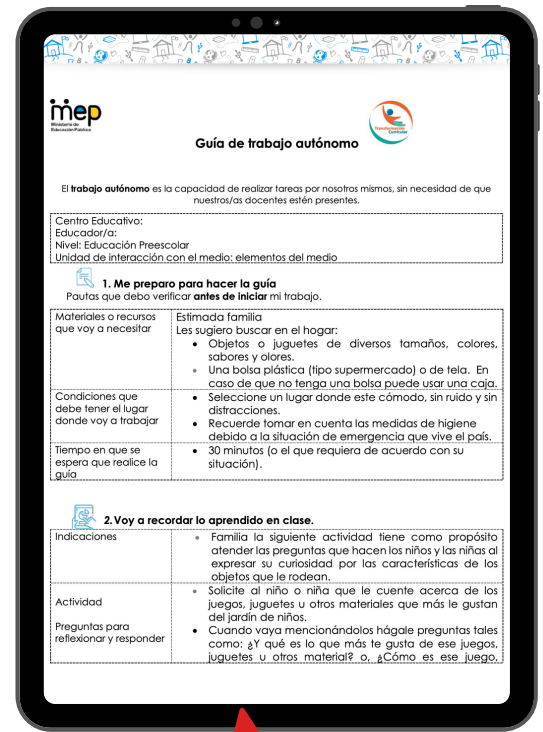 mep
Ministerio de
Educación Pública
Transformación
Curricular
Guía de trabajo autónomo
El trabajo autónomo es la capacidad de realizar tareas por nosotros mismos, sin necesidad de que
nuestros/as docentes estén presentes.
Centro Educativo:
Educador/a:
Nivel: Educación Preescolar
Unidad de interacción con el medio: elementos del medio
1. Me preparo para hacer la guía
Pautas que debo verificar antes de iniciar mi trabajo.
Materiales o recursos
que voy a necesitar
Estimada familia
Les sugiero buscar en el hogar:
• Objetos o juguetes de diversos tamaños, colores,
sabores y olores.
• Una bolsa plástica (tipo supermercado) o de tela. En
caso de que no tenga una bolsa puede usar una caja.
Condiciones que
debe tener el lugar
donde voy a trabajar
• Seleccione un lugar donde este cómodo, sin ruido y sin
distracciones.
• Recuerde tomar en cuenta las medidas de higiene
debido a la situación de emergencia que vive el país.
Tiempo en que se
espera que realice la
guía
• 30 minutos (o el que requiera de acuerdo con su
situación).
2. Voy a recordar lo aprendido en clase.
Indicaciones
• Familia la siguiente actividad tiene como propósito
atender las preguntas que hacen los niños y las niñas al
expresar su curiosidad por las características de los
objetos que le rodean.
Actividad
Preguntas para
reflexionar y responder
• Solicite al niño o niña que le cuente acerca de los
juegos, juguetes u otros materiales que más le gustan
del jardín de niños.
• Cuando vaya mencionándolos hágale preguntas tales
como: ¿Y qué es lo que más te gusta de ese juegos,
juguetes u otros material? o, ¿Cómo es ese juego,